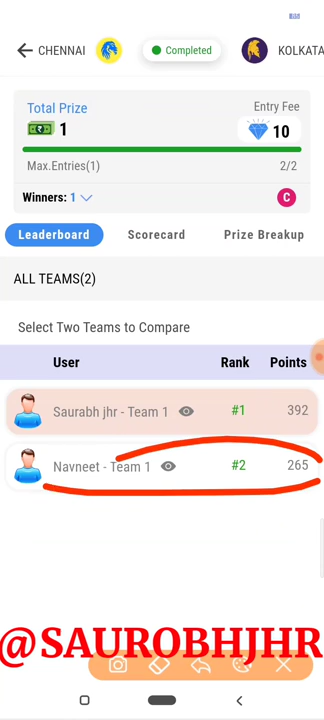 CHENNAI Completed KOLKATA
Total Prize Entry Fee
1 10
Max.Entries(1) 2/2
Winners: 1 C
Leaderboard Scorecard Prize Breakup
ALL TEAMS(2)
Select Two Teams to Compare
User Rank Points
Saurabh jhr - Team 1 #1 392
Navneet - Team 1 #2 265
@SAUROBHJHR